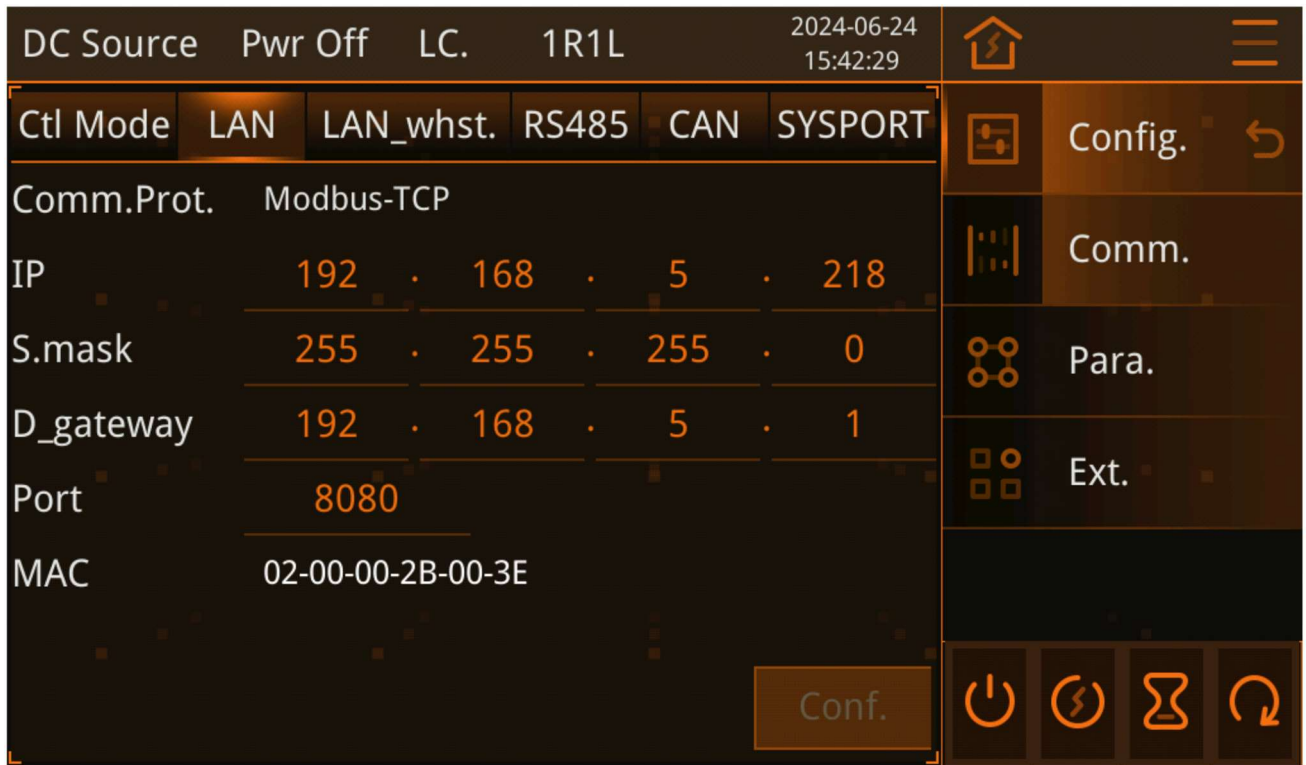 DC Source Pwr Off LC. 1R1L 2024-06-24 15:42:29
Ctl Mode LAN LAN_whst. RS485 CAN SYSPORT
Comm.Prot. Modbus-TCP
IP 192 . 168 . 5 . 218
S.mask 255 . 255 . 255 . 0
D_gateway 192 . 168 . 5 . 1
Port 8080
MAC 02-00-00-2B-00-3E
Conf.
Config.
Comm.
Para.
Ext.